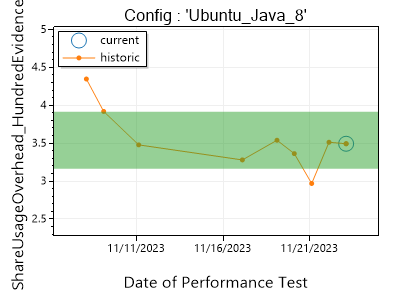 Config : 'Ubuntu_Java_8'
ShareUsageOverhead_HundredEvidence
5
4.5
4
3.5
3
2.5
current
historic
11/11/2023
11/16/2023
11/21/2023
Date of Performance Test